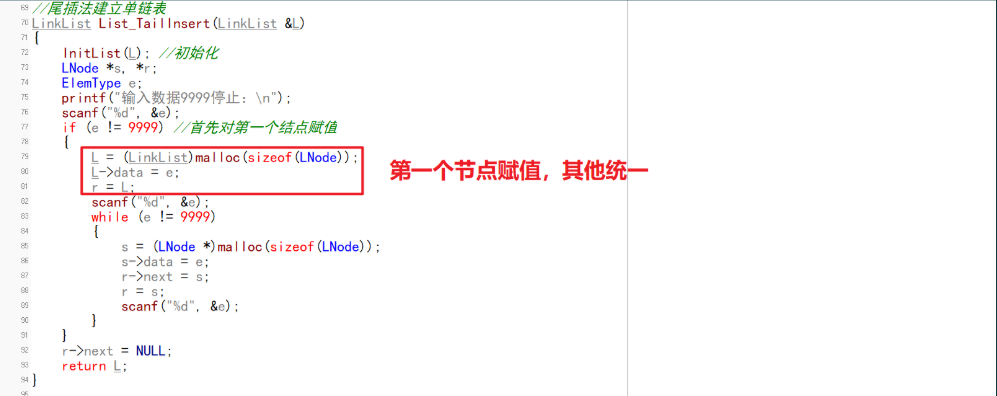 69 //尾插法建立单链表
70 LinkList List_TailInsert(LinkList &L)
71 {
72 InitList(L); //初始化
73 LNode *s, *r;
74 ElemType e;
75 printf("输入数据9999停止：\n");
76 scanf("%d", &e);
77 if (e != 9999) //首先对第一个结点赋值
78 {
79 L = (LinkList)malloc(sizeof(LNode));
80 L->data = e;
81 r = L;
第一个节点赋值，其他统一
82 scanf("%d", &e);
83 while (e != 9999)
84 {
85 s = (LNode *)malloc(sizeof(LNode));
86 s->data = e;
87 r->next = s;
88 r = s;
89 scanf("%d", &e);
90 }
91 }
92 r->next = NULL;
93 return L;
94 }
95